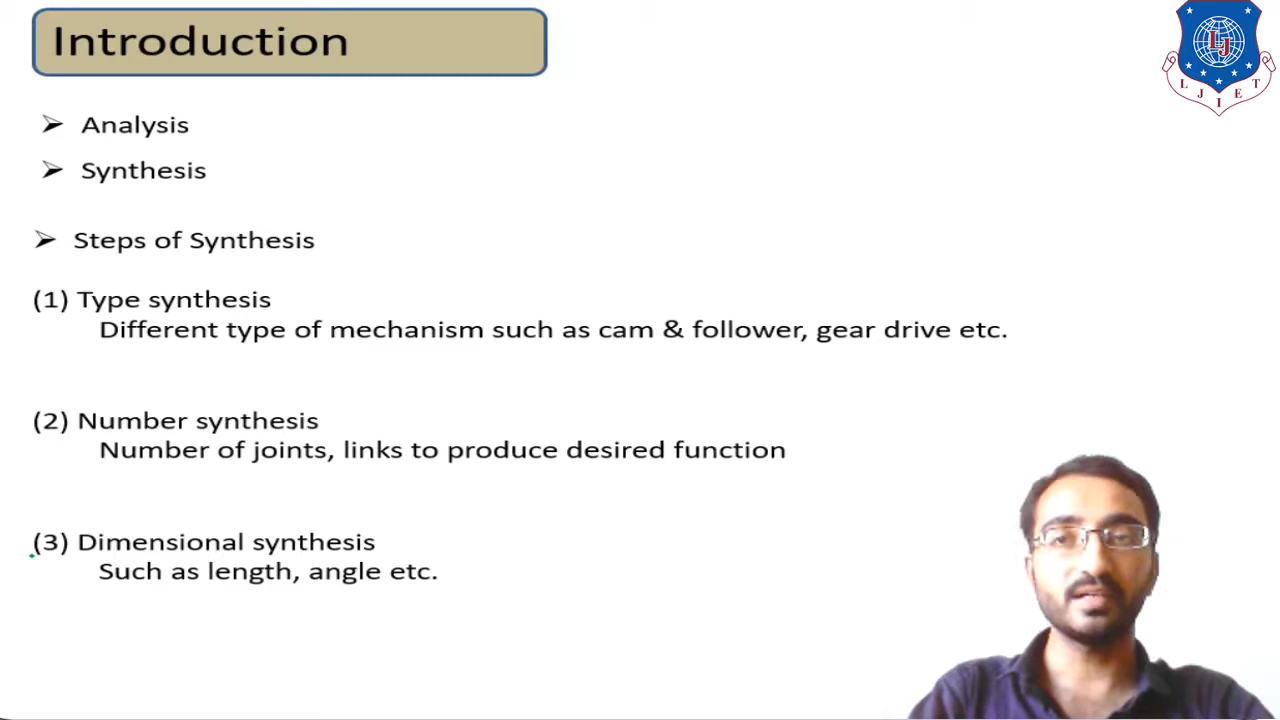 Introduction
LJ
LJIET
➢ Analysis
➢ Synthesis
➢ Steps of Synthesis
(1) Type synthesis
Different type of mechanism such as cam & follower, gear drive etc.
(2) Number synthesis
Number of joints, links to produce desired function
(3) Dimensional synthesis
Such as length, angle etc.